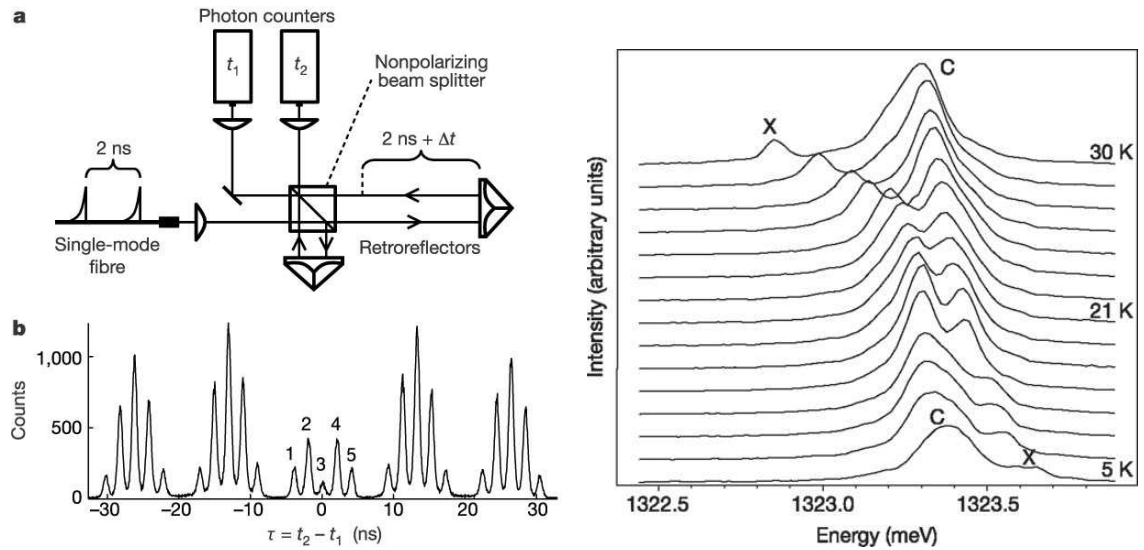 a
Photon counters
t1
t2
Nonpolarizing
beam splitter
2 ns
2 ns + Δt
Single-mode
fibre
Retroreflectors
b
Counts
1,000
500
0
1
2
3
4
5
−30
−20
−10
0
10
20
30
τ = t2 − t1 (ns)
Intensity (arbitrary units)
C
X
30 K
21 K
C
X
5 K
1322.5
1323.0
1323.5
Energy (meV)